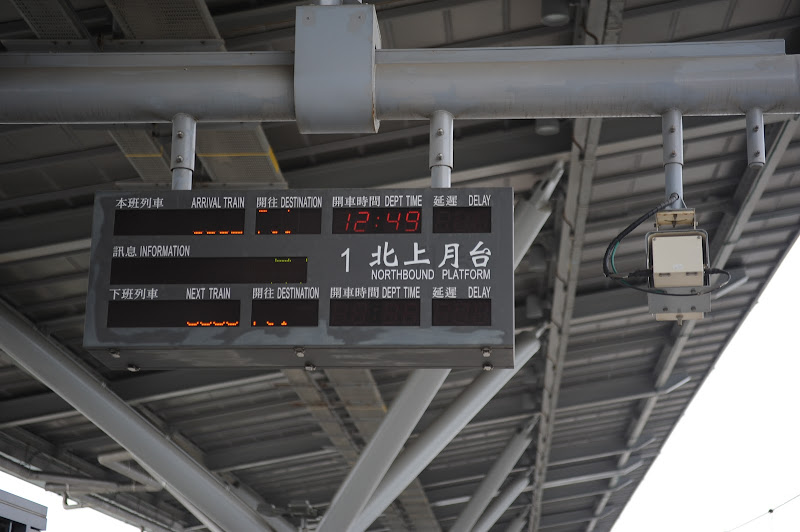 本班列車 ARRIVAL TRAIN 開往 DESTINATION 開車時間 DEPT TIME 延遲 DELAY
12:49
訊息 INFORMATION
1 北上月台
NORTHBOUND PLATFORM
下班列車 NEXT TRAIN 開往 DESTINATION 開車時間 DEPT TIME 延遲 DELAY